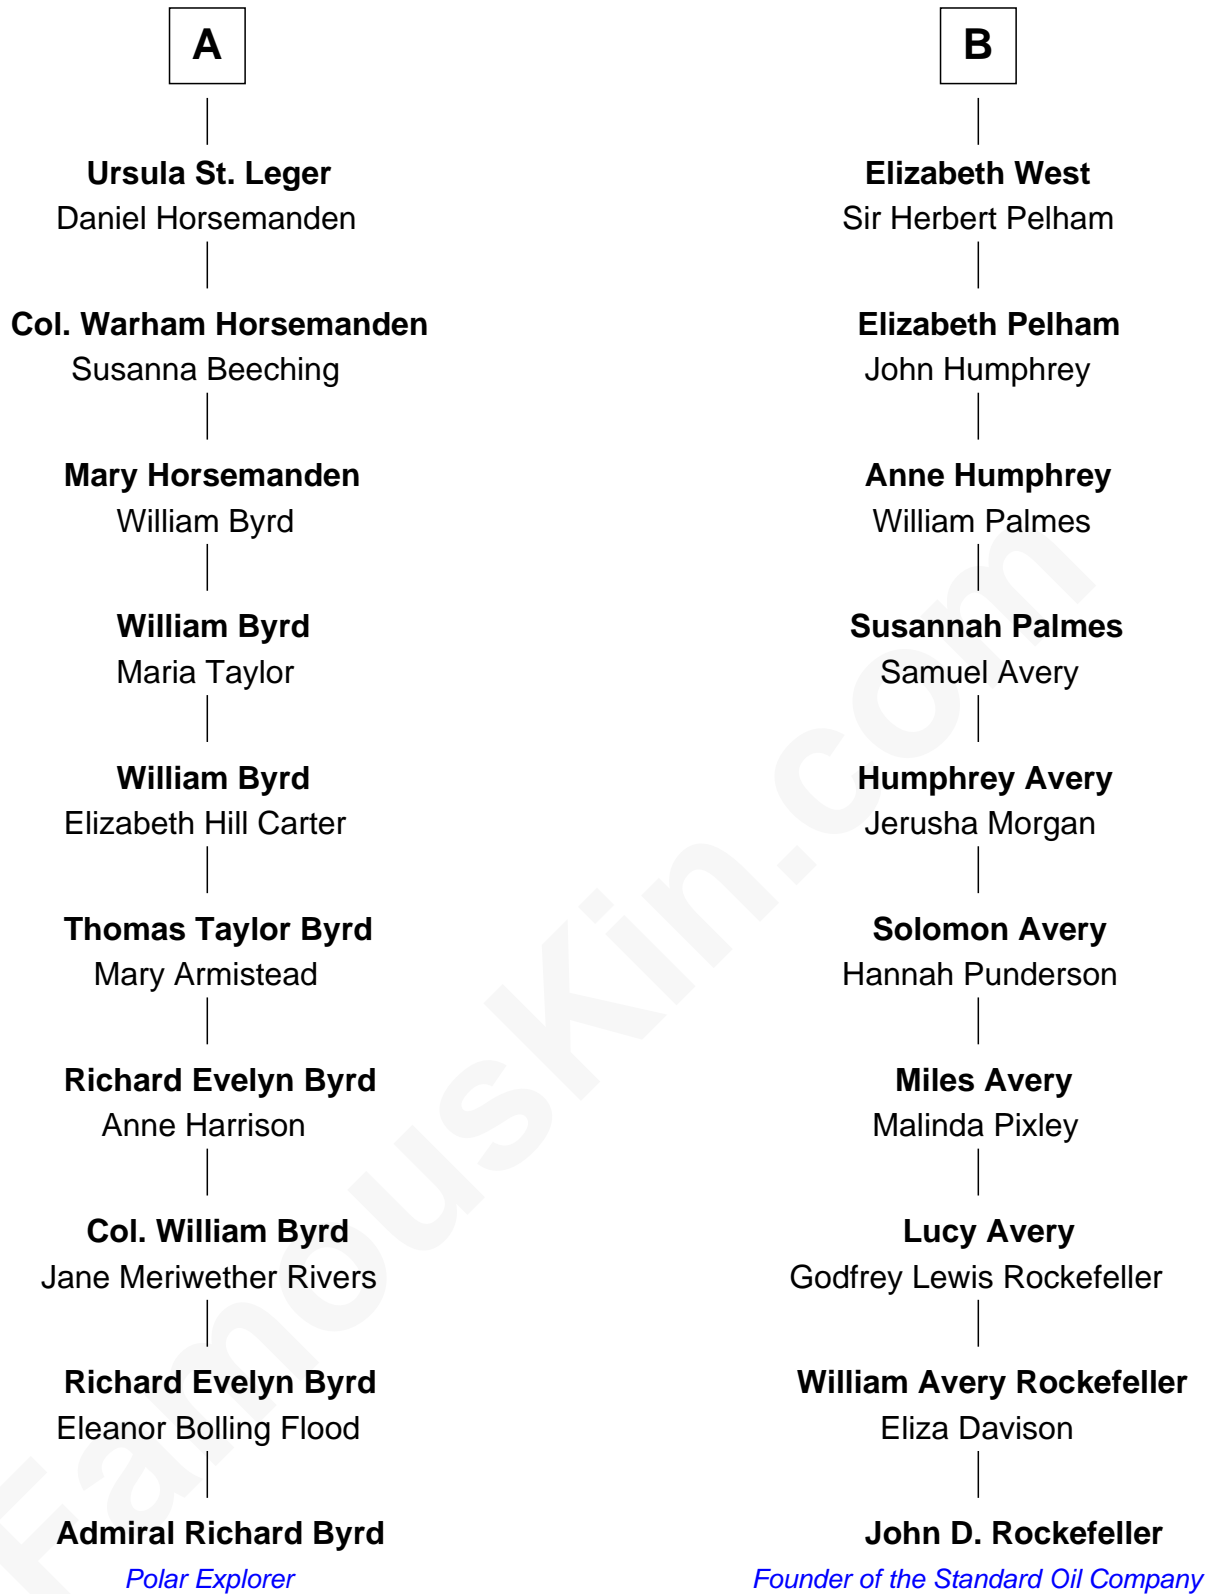 A
Ursula St. Leger
Daniel Horsemanden
Col. Warham Horsemanden
Susanna Beeching
Mary Horsemanden
William Byrd
William Byrd
Maria Taylor
William Byrd
Elizabeth Hill Carter
Thomas Taylor Byrd
Mary Armistead
Richard Evelyn Byrd
Anne Harrison
Col. William Byrd
Jane Meriwether Rivers
Richard Evelyn Byrd
Eleanor Bolling Flood
Admiral Richard Byrd
Polar Explorer
B
Elizabeth West
Sir Herbert Pelham
Elizabeth Pelham
John Humphrey
Anne Humphrey
William Palmes
Susannah Palmes
Samuel Avery
Humphrey Avery
Jerusha Morgan
Solomon Avery
Hannah Punderson
Miles Avery
Malinda Pixley
Lucy Avery
Godfrey Lewis Rockefeller
William Avery Rockefeller
Eliza Davison
John D. Rockefeller
Founder of the Standard Oil Company
FamousKin.com